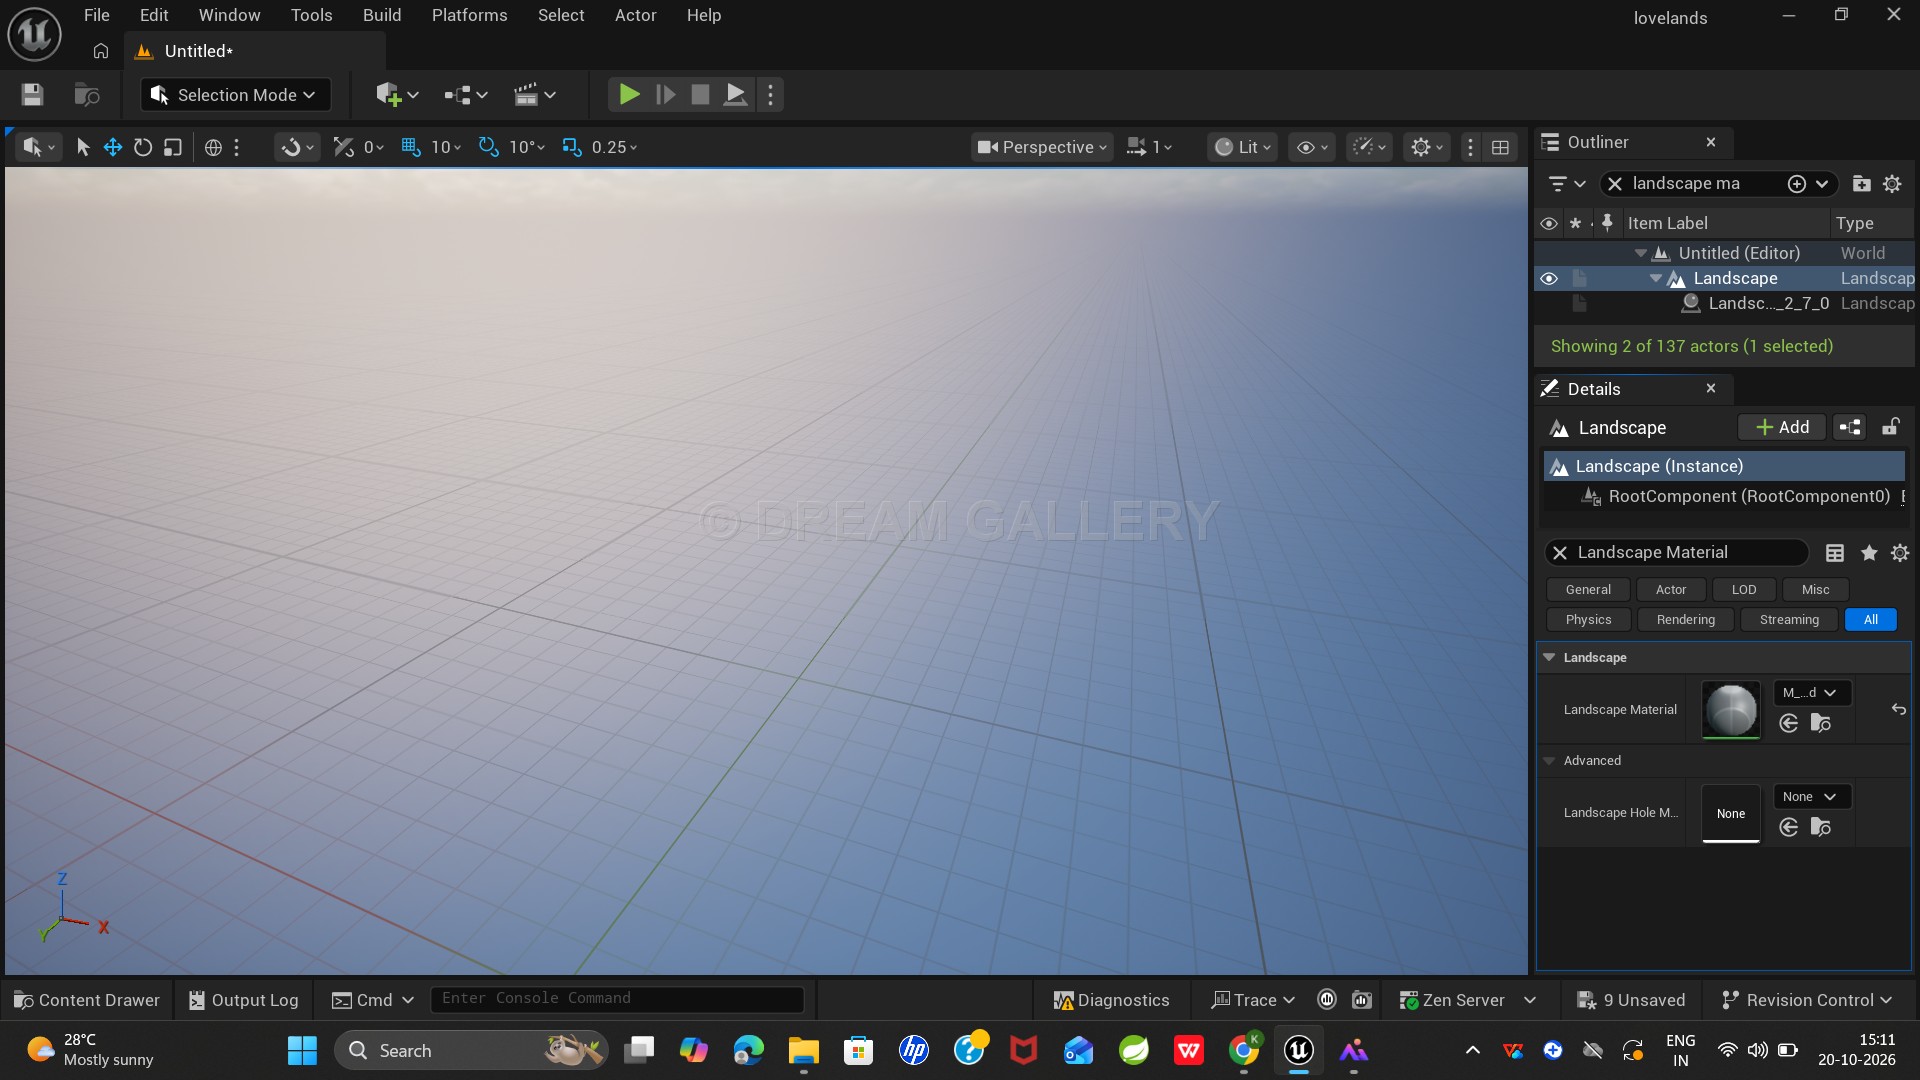 File Edit Window Tools Build Platforms Select Actor Help
lovelands
Untitled*
Selection Mode
0 10 10° 0.25
Perspective 1 Lit
Outliner
landscape ma
Item Label Type
Untitled (Editor) World
Landscape Landscap
Landsc..._2_7_0 Landscap
Showing 2 of 137 actors (1 selected)
Details
Landscape
Add
Landscape (Instance)
RootComponent (RootComponent0)
Landscape Material
General Actor LOD Misc
Physics Rendering Streaming All
Landscape
Landscape Material M_...d
Advanced
Landscape Hole M... None None
© DREAM GALLERY
Z
X
Y
Content Drawer Output Log Cmd Enter Console Command Diagnostics Trace Zen Server 9 Unsaved Revision Control
28°C
Mostly sunny
Search
hp
K
ENG
IN
15:11
20-10-2026